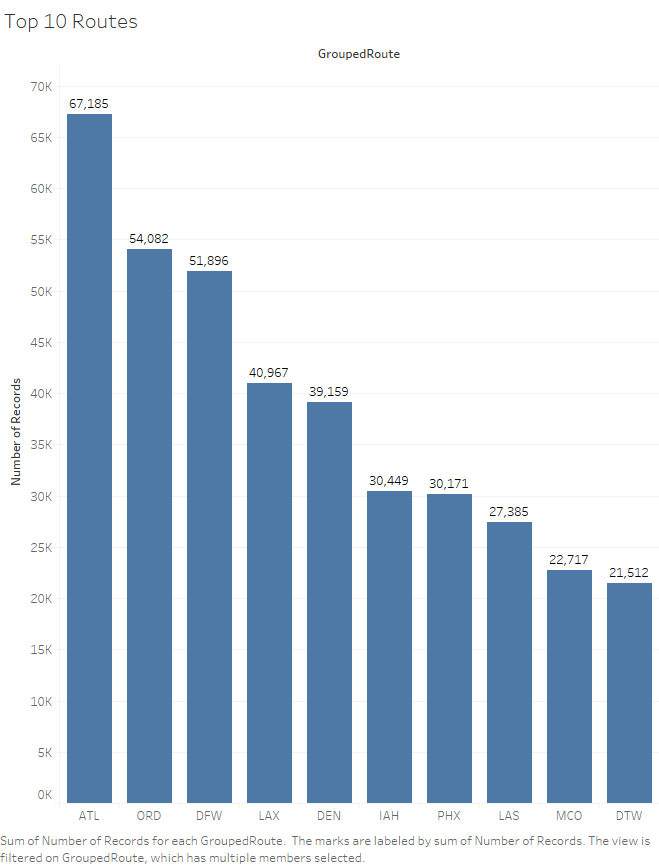 Top 10 Routes
GroupedRoute
Number of Records
70K
65K
60K
55K
50K
45K
40K
35K
30K
25K
20K
15K
10K
5K
0K
67,185
54,082
51,896
40,967
39,159
30,449
30,171
27,385
22,717
21,512
ATL ORD DFW LAX DEN IAH PHX LAS MCO DTW
Sum of Number of Records for each GroupedRoute. The marks are labeled by sum of Number of Records. The view is
filtered on GroupedRoute, which has multiple members selected.